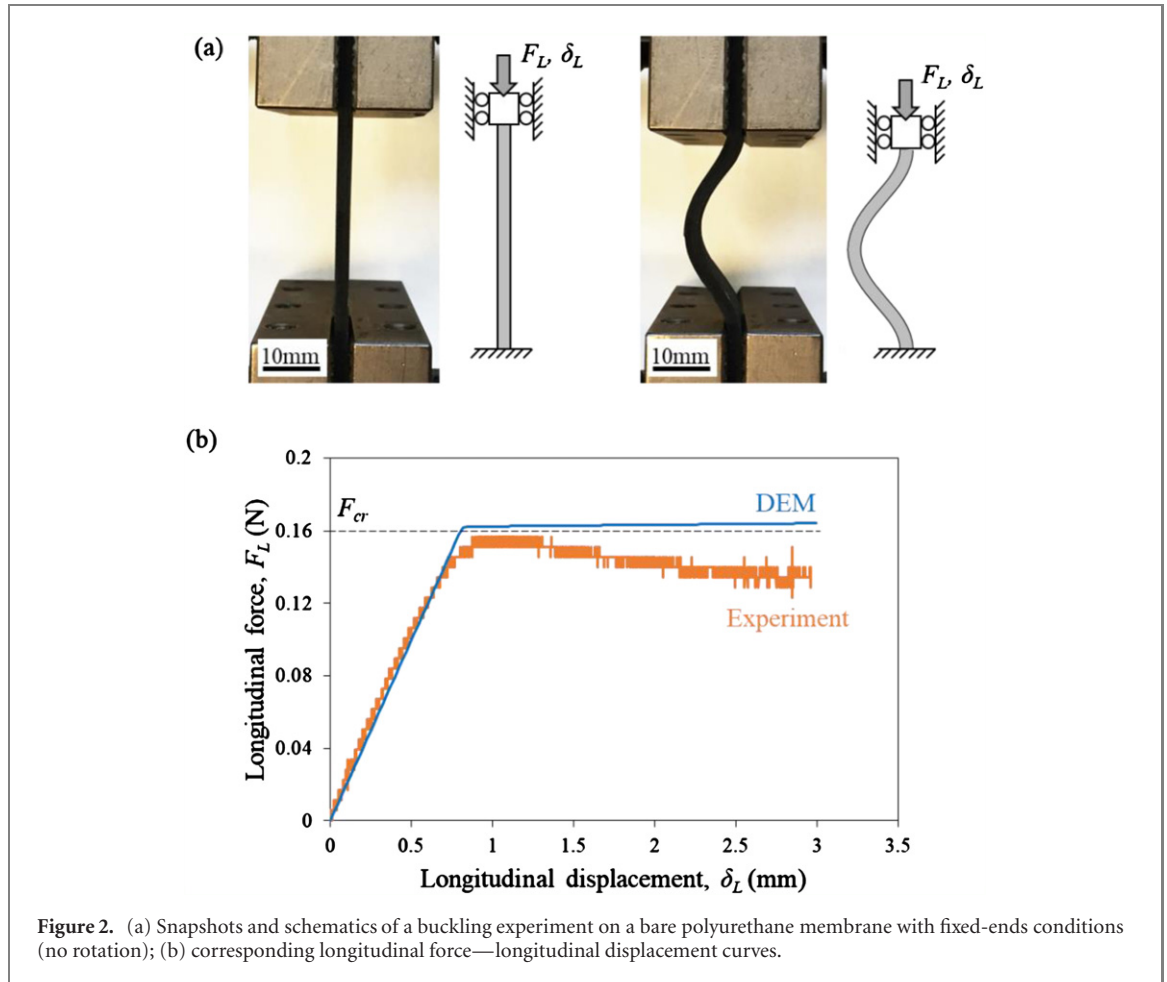 (a)
F_L, δ_L
F_L, δ_L
10mm
10mm
(b)
0.2
F_cr
DEM
0.16
0.12
Experiment
0.08
0.04
0
Longitudinal force, F_L (N)
0 0.5 1 1.5 2 2.5 3 3.5
Longitudinal displacement, δ_L (mm)
Figure 2. (a) Snapshots and schematics of a buckling experiment on a bare polyurethane membrane with fixed-ends conditions
(no rotation); (b) corresponding longitudinal force—longitudinal displacement curves.